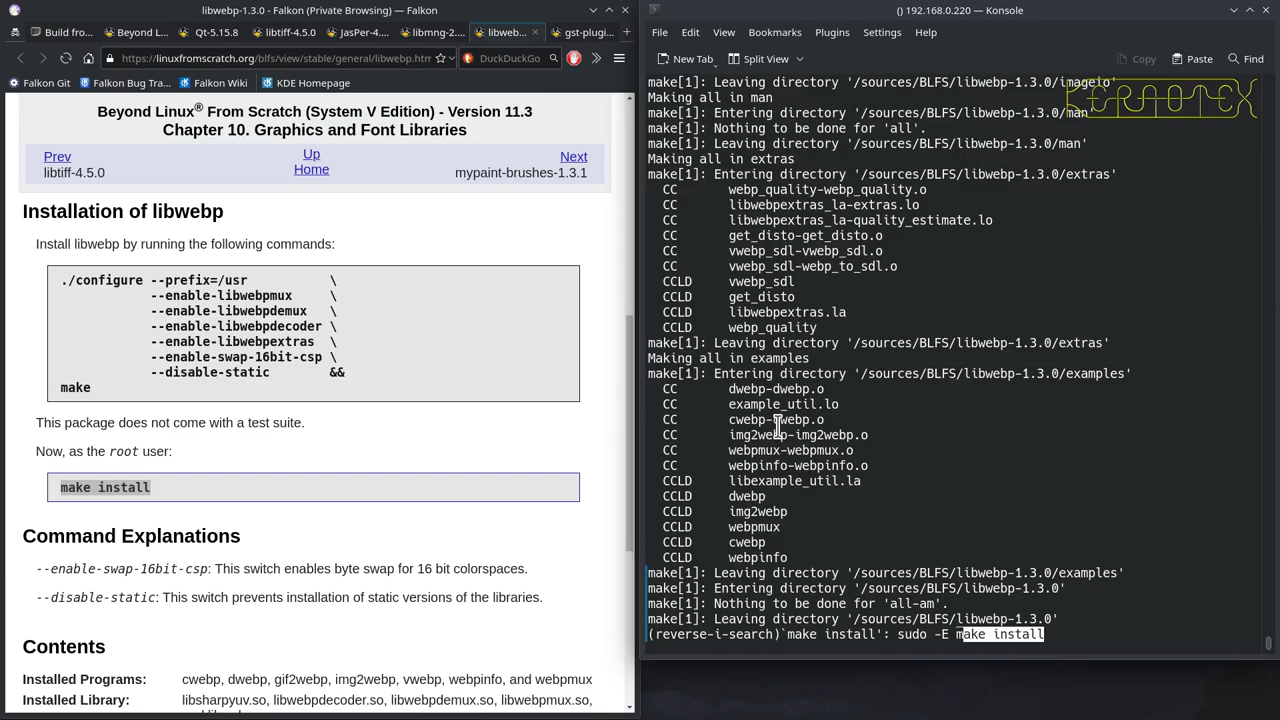 libwebp-1.3.0 - Falkon (Private Browsing) — Falkon
Build fro...
Beyond L...
Qt-5.15.8
libtiff-4.5.0
JasPer-4....
libmng-2....
libweb...
gst-plugi...
https://linuxfromscratch.org/blfs/view/stable/general/libwebp.htm
DuckDuckGo
Falkon Git
Falkon Bug Tra...
Falkon Wiki
KDE Homepage
Beyond Linux® From Scratch (System V Edition) - Version 11.3
Chapter 10. Graphics and Font Libraries
Prev
Up
Next
libtiff-4.5.0
Home
mypaint-brushes-1.3.1
Installation of libwebp
Install libwebp by running the following commands:
./configure --prefix=/usr \
--enable-libwebpmux \
--enable-libwebpdemux \
--enable-libwebpdecoder \
--enable-libwebpextras \
--enable-swap-16bit-csp \
--disable-static &&
make
This package does not come with a test suite.
Now, as the root user:
make install
Command Explanations
--enable-swap-16bit-csp: This switch enables byte swap for 16 bit colorspaces.
--disable-static: This switch prevents installation of static versions of the libraries.
Contents
Installed Programs: cwebp, dwebp, gif2webp, img2webp, vwebp, webpinfo, and webpmux
Installed Library: libsharpyuv.so, libwebpdecoder.so, libwebpdemux.so, libwebpmux.so,
() 192.168.0.220 — Konsole
File Edit View Bookmarks Plugins Settings Help
New Tab
Split View
Copy
Paste
Find
make[1]: Leaving directory '/sources/BLFS/libwebp-1.3.0/imageio'
Making all in man
make[1]: Entering directory '/sources/BLFS/libwebp-1.3.0/man'
make[1]: Nothing to be done for 'all'.
make[1]: Leaving directory '/sources/BLFS/libwebp-1.3.0/man'
Making all in extras
make[1]: Entering directory '/sources/BLFS/libwebp-1.3.0/extras'
CC webp_quality-webp_quality.o
CC libwebpextras_la-extras.lo
CC libwebpextras_la-quality_estimate.lo
CC get_disto-get_disto.o
CC vwebp_sdl-vwebp_sdl.o
CC vwebp_sdl-webp_to_sdl.o
CCLD vwebp_sdl
CCLD get_disto
CCLD libwebpextras.la
CCLD webp_quality
make[1]: Leaving directory '/sources/BLFS/libwebp-1.3.0/extras'
Making all in examples
make[1]: Entering directory '/sources/BLFS/libwebp-1.3.0/examples'
CC dwebp-dwebp.o
CC example_util.lo
CC cwebp-cwebp.o
CC img2webp-img2webp.o
CC webpmux-webpmux.o
CC webpinfo-webpinfo.o
CCLD libexample_util.la
CCLD dwebp
CCLD img2webp
CCLD webpmux
CCLD cwebp
CCLD webpinfo
make[1]: Leaving directory '/sources/BLFS/libwebp-1.3.0/examples'
make[1]: Entering directory '/sources/BLFS/libwebp-1.3.0'
make[1]: Nothing to be done for 'all-am'.
make[1]: Leaving directory '/sources/BLFS/libwebp-1.3.0'
(reverse-i-search)`make install': sudo -E make install